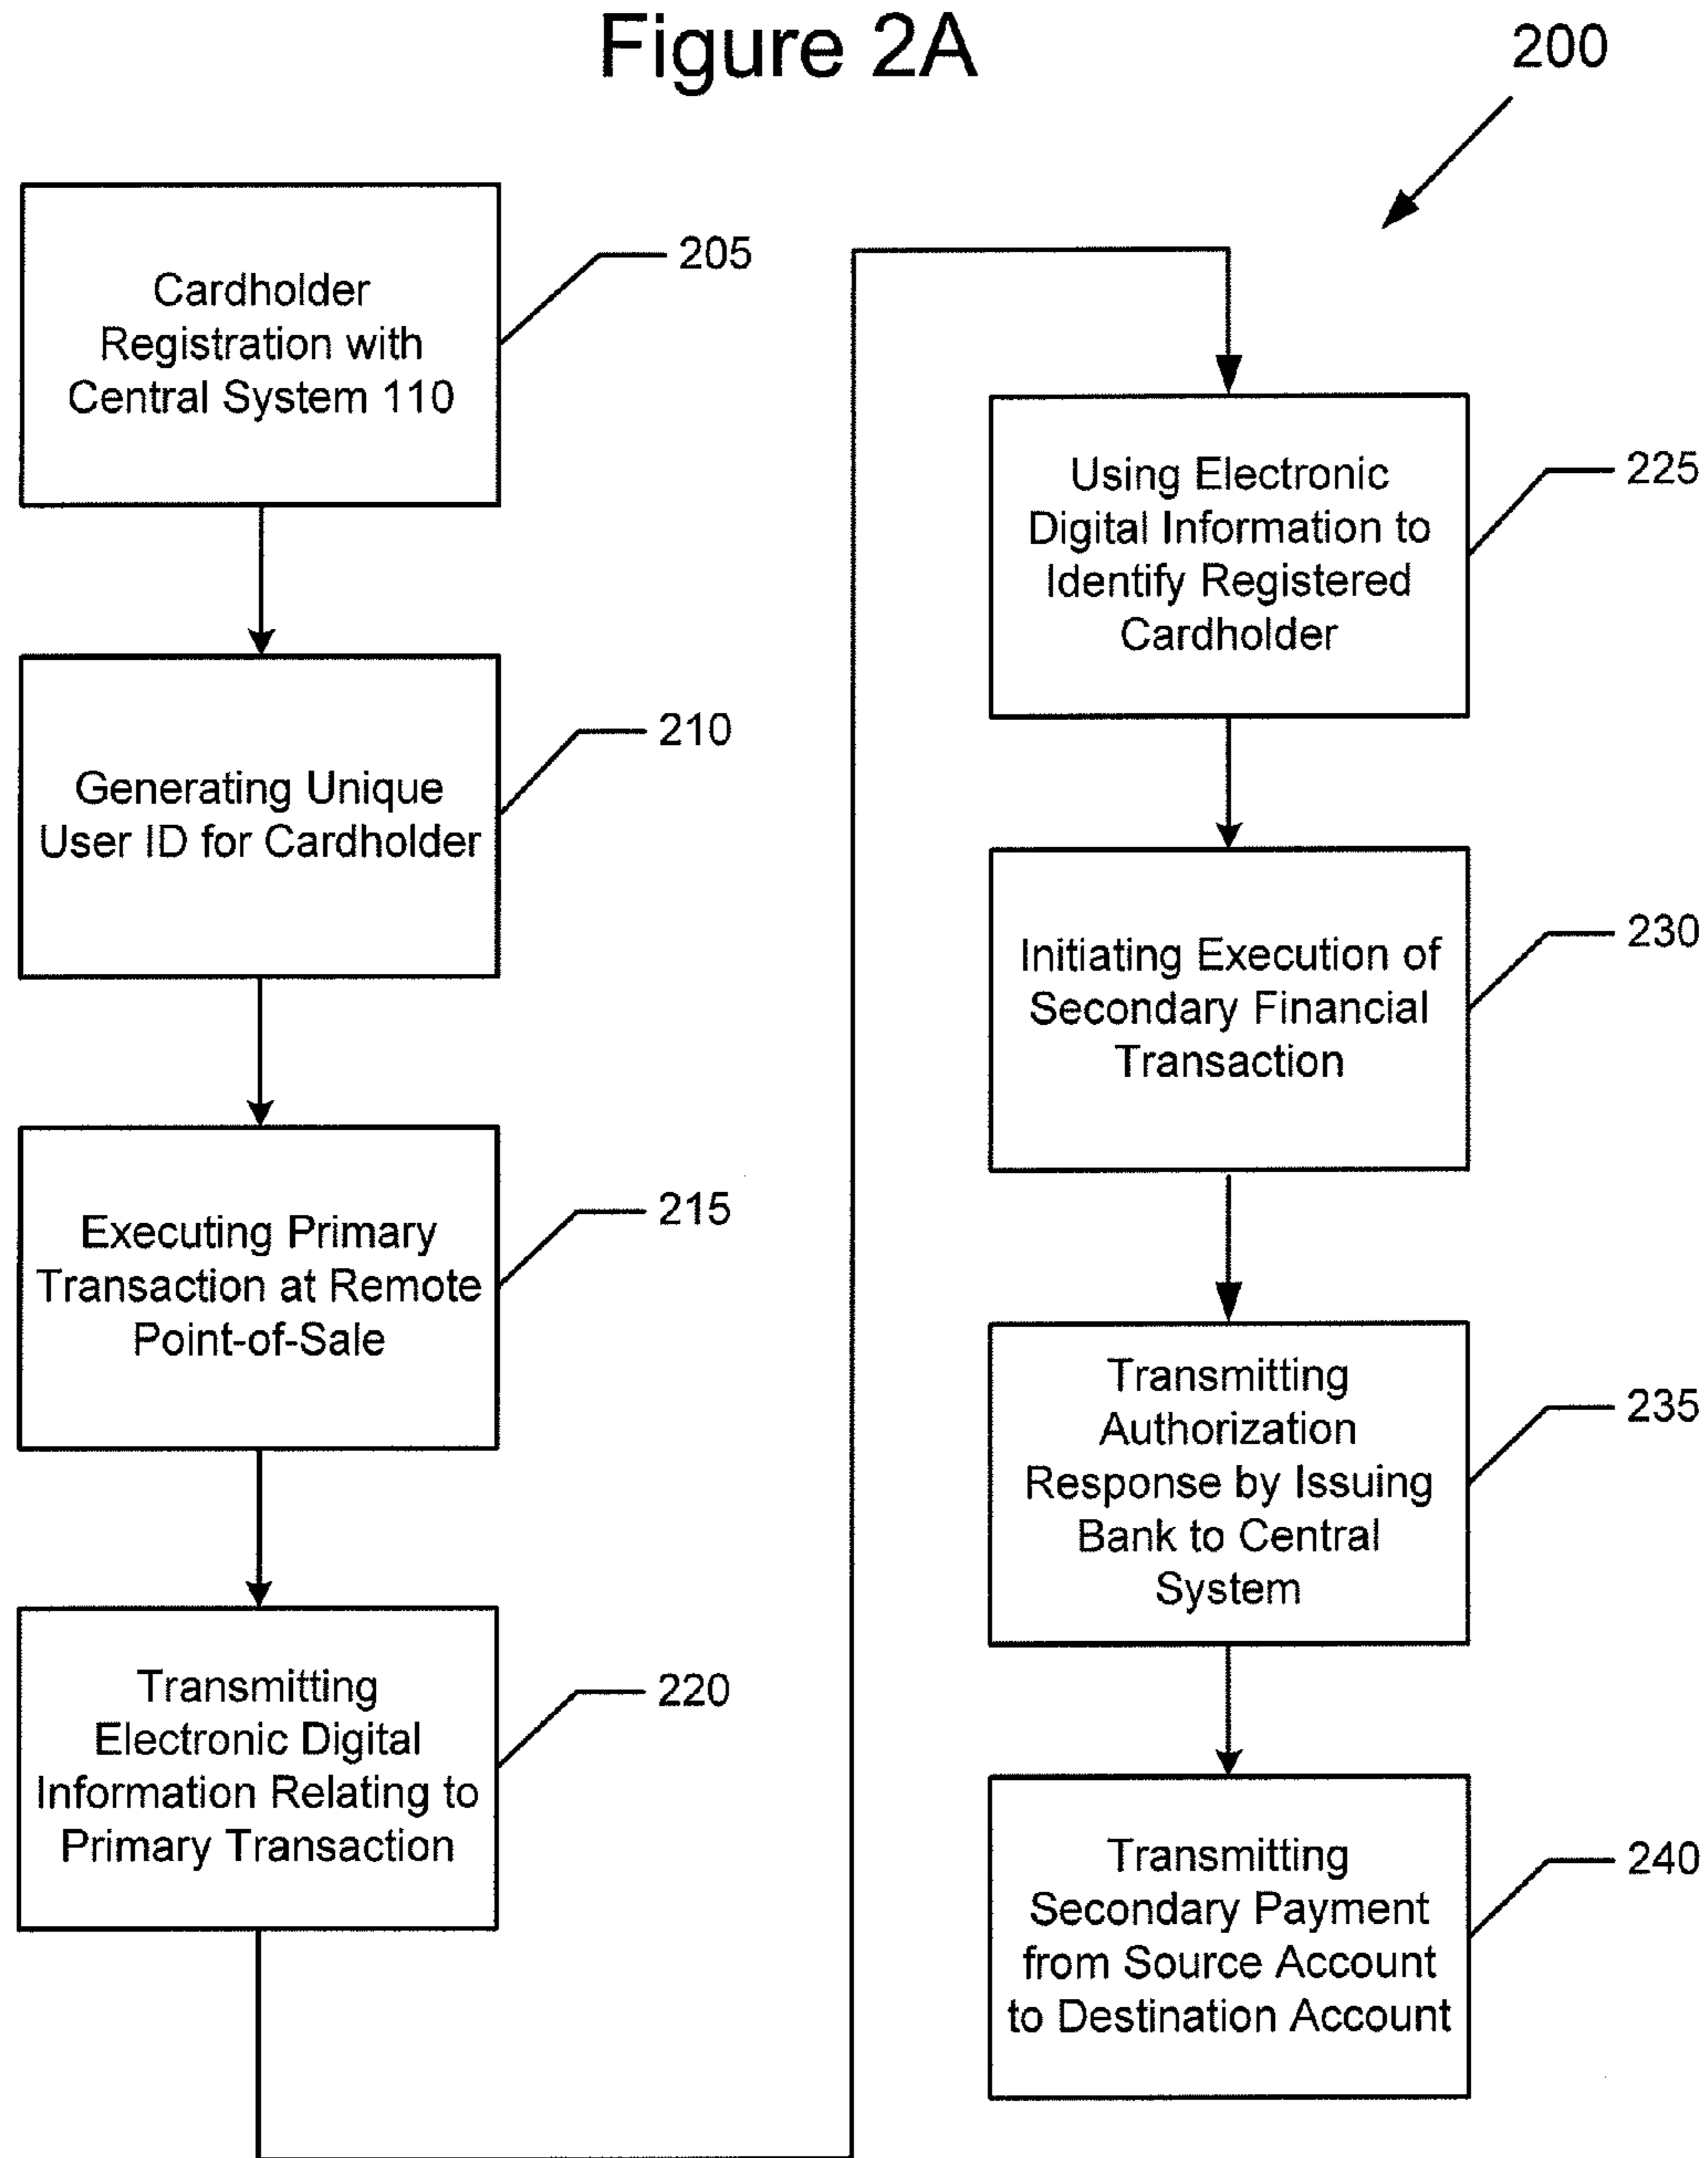 Figure 2A
200
Cardholder
Registration with
Central System 110
205
Generating Unique
User ID for Cardholder
210
Executing Primary
Transaction at Remote
Point-of-Sale
215
Transmitting
Electronic Digital
Information Relating to
Primary Transaction
220
Using Electronic
Digital Information to
Identify Registered
Cardholder
225
Initiating Execution of
Secondary Financial
Transaction
230
Transmitting
Authorization
Response by Issuing
Bank to Central
System
235
Transmitting
Secondary Payment
from Source Account
to Destination Account
240